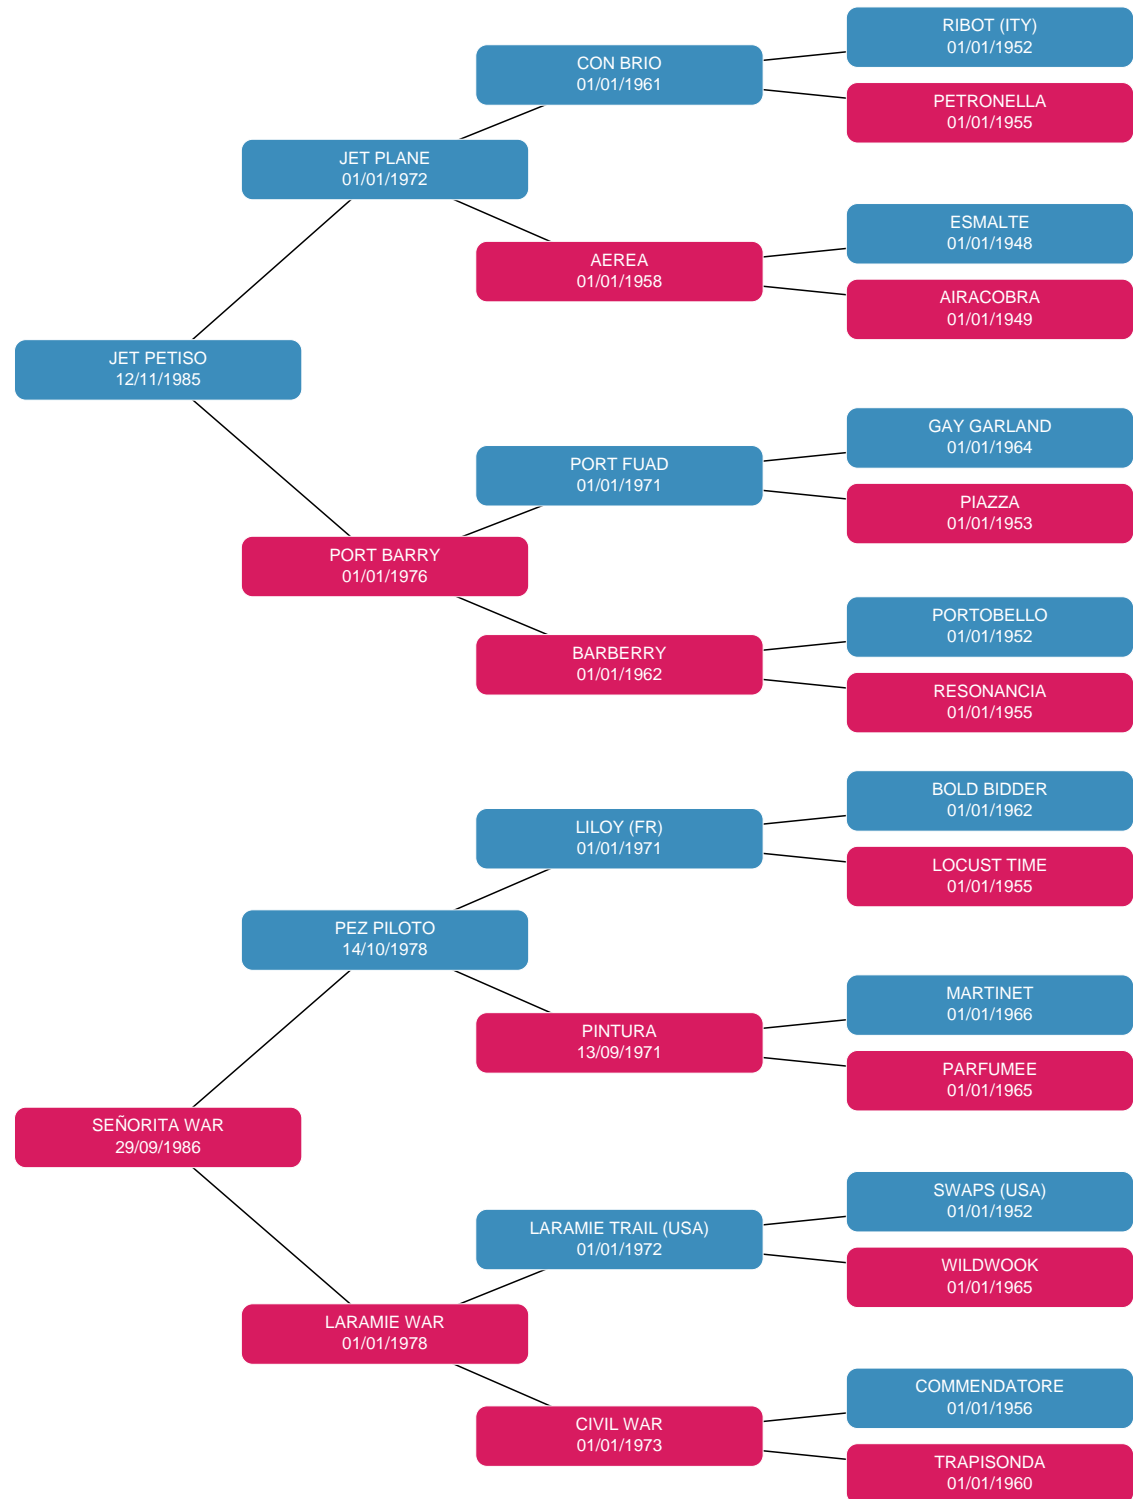 RIBOT (ITY)
01/01/1952
CON BRIO
01/01/1961
PETRONELLA
01/01/1955
JET PLANE
01/01/1972
ESMALTE
01/01/1948
AEREA
01/01/1958
AIRACOBRA
01/01/1949
JET PETISO
12/11/1985
GAY GARLAND
01/01/1964
PORT FUAD
01/01/1971
PIAZZA
01/01/1953
PORT BARRY
01/01/1976
PORTOBELLO
01/01/1952
BARBERRY
01/01/1962
RESONANCIA
01/01/1955
BOLD BIDDER
01/01/1962
LILOY (FR)
01/01/1971
LOCUST TIME
01/01/1955
PEZ PILOTO
14/10/1978
MARTINET
01/01/1966
PINTURA
13/09/1971
PARFUMEE
01/01/1965
SEÑORITA WAR
29/09/1986
SWAPS (USA)
01/01/1952
LARAMIE TRAIL (USA)
01/01/1972
WILDWOOK
01/01/1965
LARAMIE WAR
01/01/1978
COMMENDATORE
01/01/1956
CIVIL WAR
01/01/1973
TRAPISONDA
01/01/1960